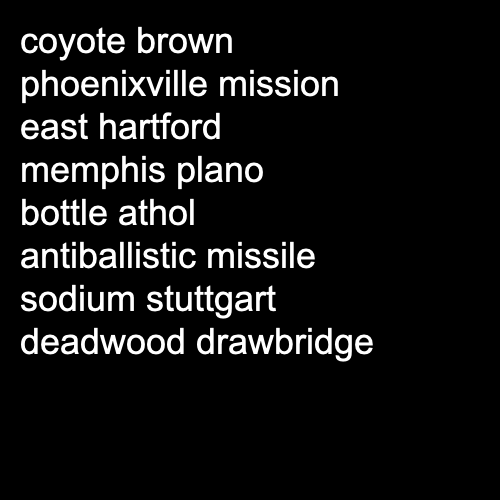 coyote brown
phoenixville mission
east hartford
memphis plano
bottle athol
antiballistic missile
sodium stuttgart
deadwood drawbridge